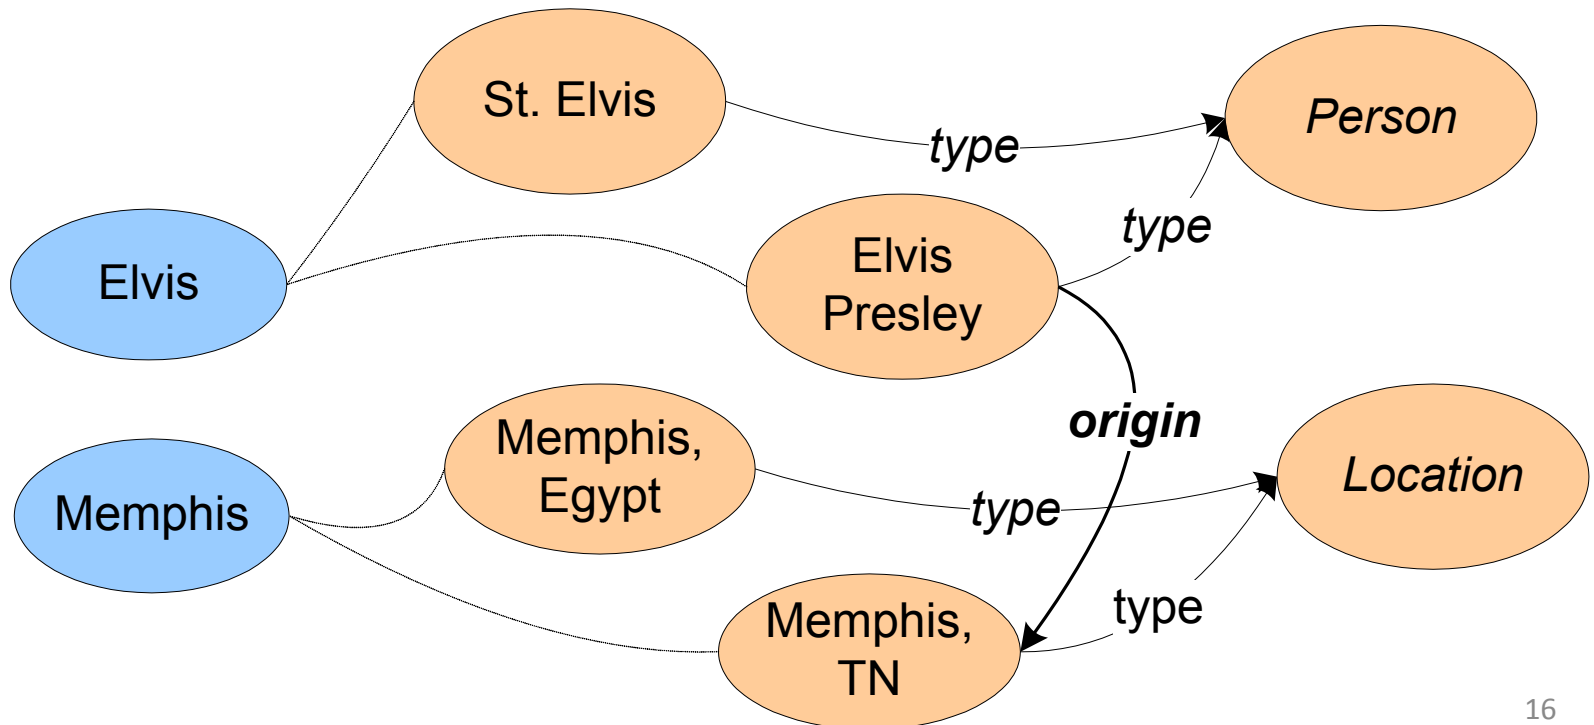 St. Elvis
Person
type
type
Elvis
Elvis
Presley
origin
Memphis,
Egypt
Location
Memphis
type
type
Memphis,
TN
16